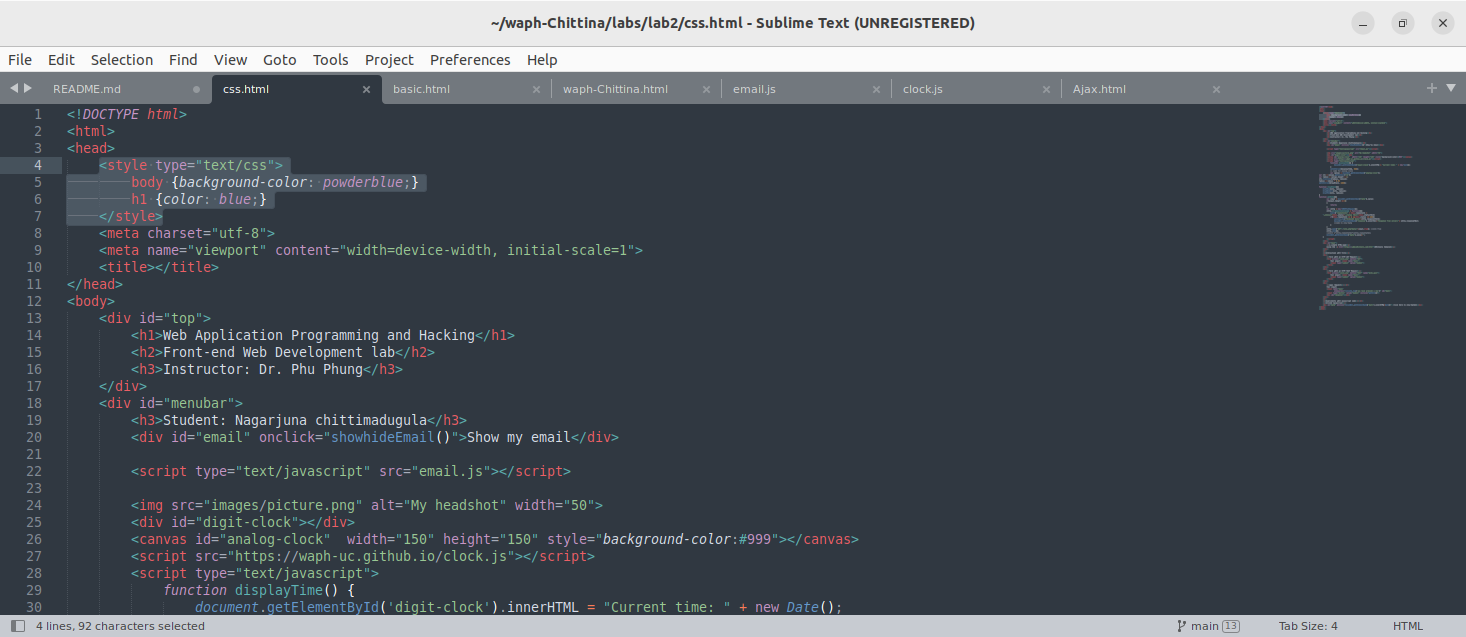 ~/waph-Chittina/labs/lab2/css.html - Sublime Text (UNREGISTERED)
File Edit Selection Find View Goto Tools Project Preferences Help
README.md css.html basic.html waph-Chittina.html email.js clock.js Ajax.html
1 <!DOCTYPE html>
2 <html>
3 <head>
4 <style type="text/css">
5 body {background-color: powderblue;}
6 h1 {color: blue;}
7 </style>
8 <meta charset="utf-8">
9 <meta name="viewport" content="width=device-width, initial-scale=1">
10 <title></title>
11 </head>
12 <body>
13 <div id="top">
14 <h1>Web Application Programming and Hacking</h1>
15 <h2>Front-end Web Development lab</h2>
16 <h3>Instructor: Dr. Phu Phung</h3>
17 </div>
18 <div id="menubar">
19 <h3>Student: Nagarjuna chittimadugula</h3>
20 <div id="email" onclick="showhideEmail()">Show my email</div>
21
22 <script type="text/javascript" src="email.js"></script>
23
24 <img src="images/picture.png" alt="My headshot" width="50">
25 <div id="digit-clock"></div>
26 <canvas id="analog-clock"  width="150" height="150" style="background-color:#999"></canvas>
27 <script src="https://waph-uc.github.io/clock.js"></script>
28 <script type="text/javascript">
29 function displayTime() {
30 document.getElementById('digit-clock').innerHTML = "Current time: " + new Date();
4 lines, 92 characters selected main 13 Tab Size: 4 HTML